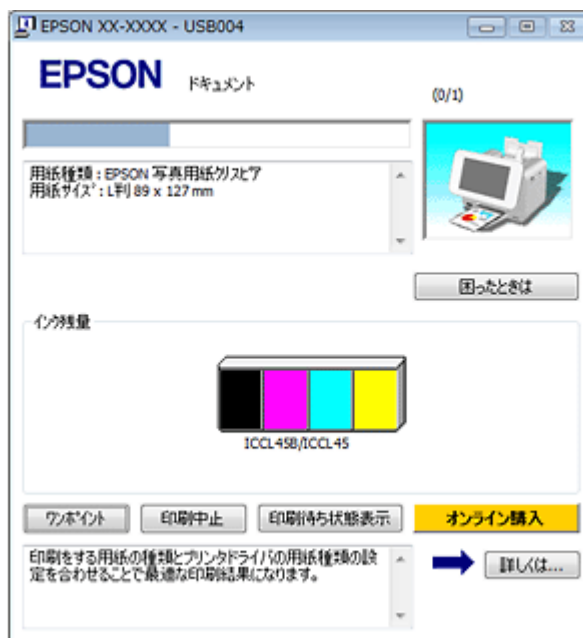 EPSON XX-XXXX - USB004
EPSON
ドキュメント
(0/1)
用紙種類 : EPSON 写真用紙クリスピア
用紙サイズ : L判 89 x 127 mm
困ったときは
インク残量
ICCL45B/ICCL45
ワンポイント
印刷中止
印刷待ち状態表示
オンライン購入
印刷をする用紙の種類とプリンタドライバの用紙種類の設
定を合わせることで最適な印刷結果になります。
詳しくは...